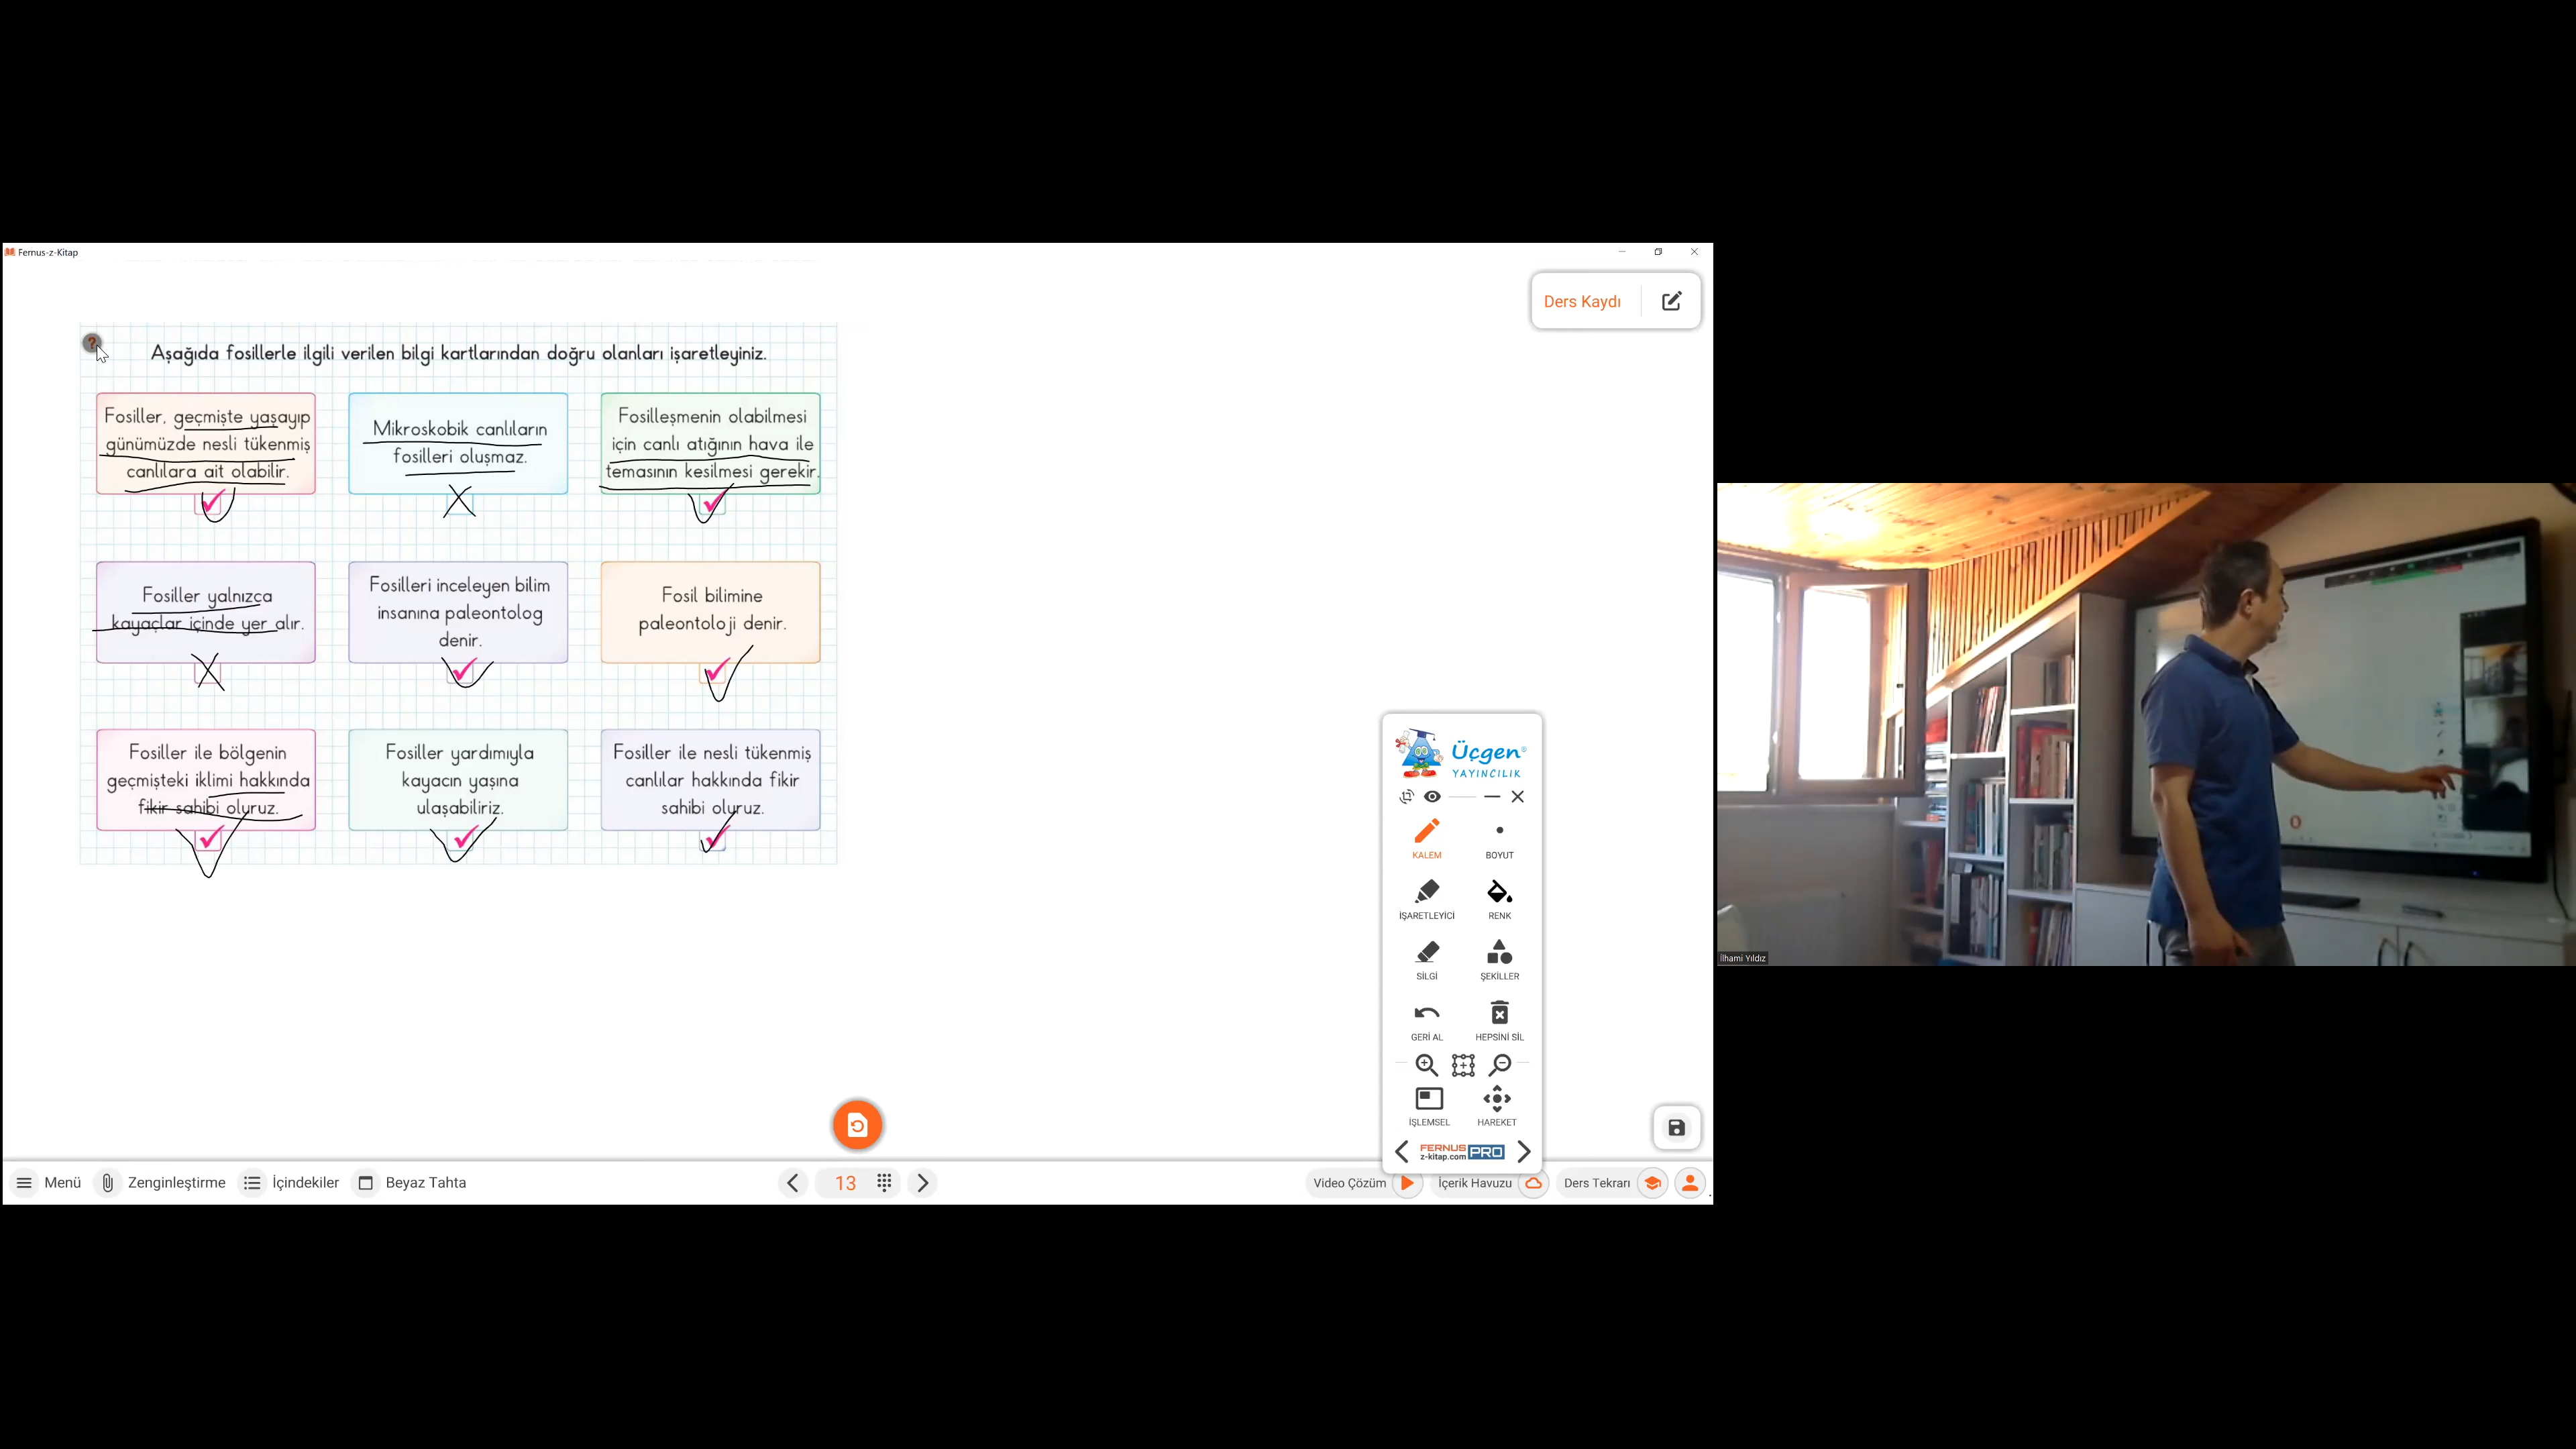 Fernus-z-Kitap
Ders Kaydı
Aşağıda fosillerle ilgili verilen bilgi kartlarından doğru olanları işaretleyiniz.
Fosiller, geçmişte yaşayıp
günümüzde nesli tükenmiş
canlılara ait olabilir.
Mikroskobik canlıların
fosilleri oluşmaz.
Fosilleşmenin olabilmesi
için canlı atığının hava ile
temasının kesilmesi gerekir.
Fosiller yalnızca
kayaçlar içinde yer alır.
Fosilleri inceleyen bilim
insanına paleontolog
denir.
Fosil bilimine
paleontoloji denir.
Fosiller ile bölgenin
geçmişteki iklimi hakkında
fikir sahibi oluruz.
Fosiller yardımıyla
kayacın yaşına
ulaşabiliriz.
Fosiller ile nesli tükenmiş
canlılar hakkında fikir
sahibi oluruz.
Üçgen
YAYINCILIK
KALEM
BOYUT
İŞARETLEYİCİ
RENK
SİLGİ
ŞEKİLLER
GERİ AL
HEPSİNİ SİL
İŞLEMSEL
HAREKET
FERNUS
z-kitap.com
PRO
Menü
Zenginleştirme
İçindekiler
Beyaz Tahta
13
Video Çözüm
İçerik Havuzu
Ders Tekrarı
İlhami Yıldız